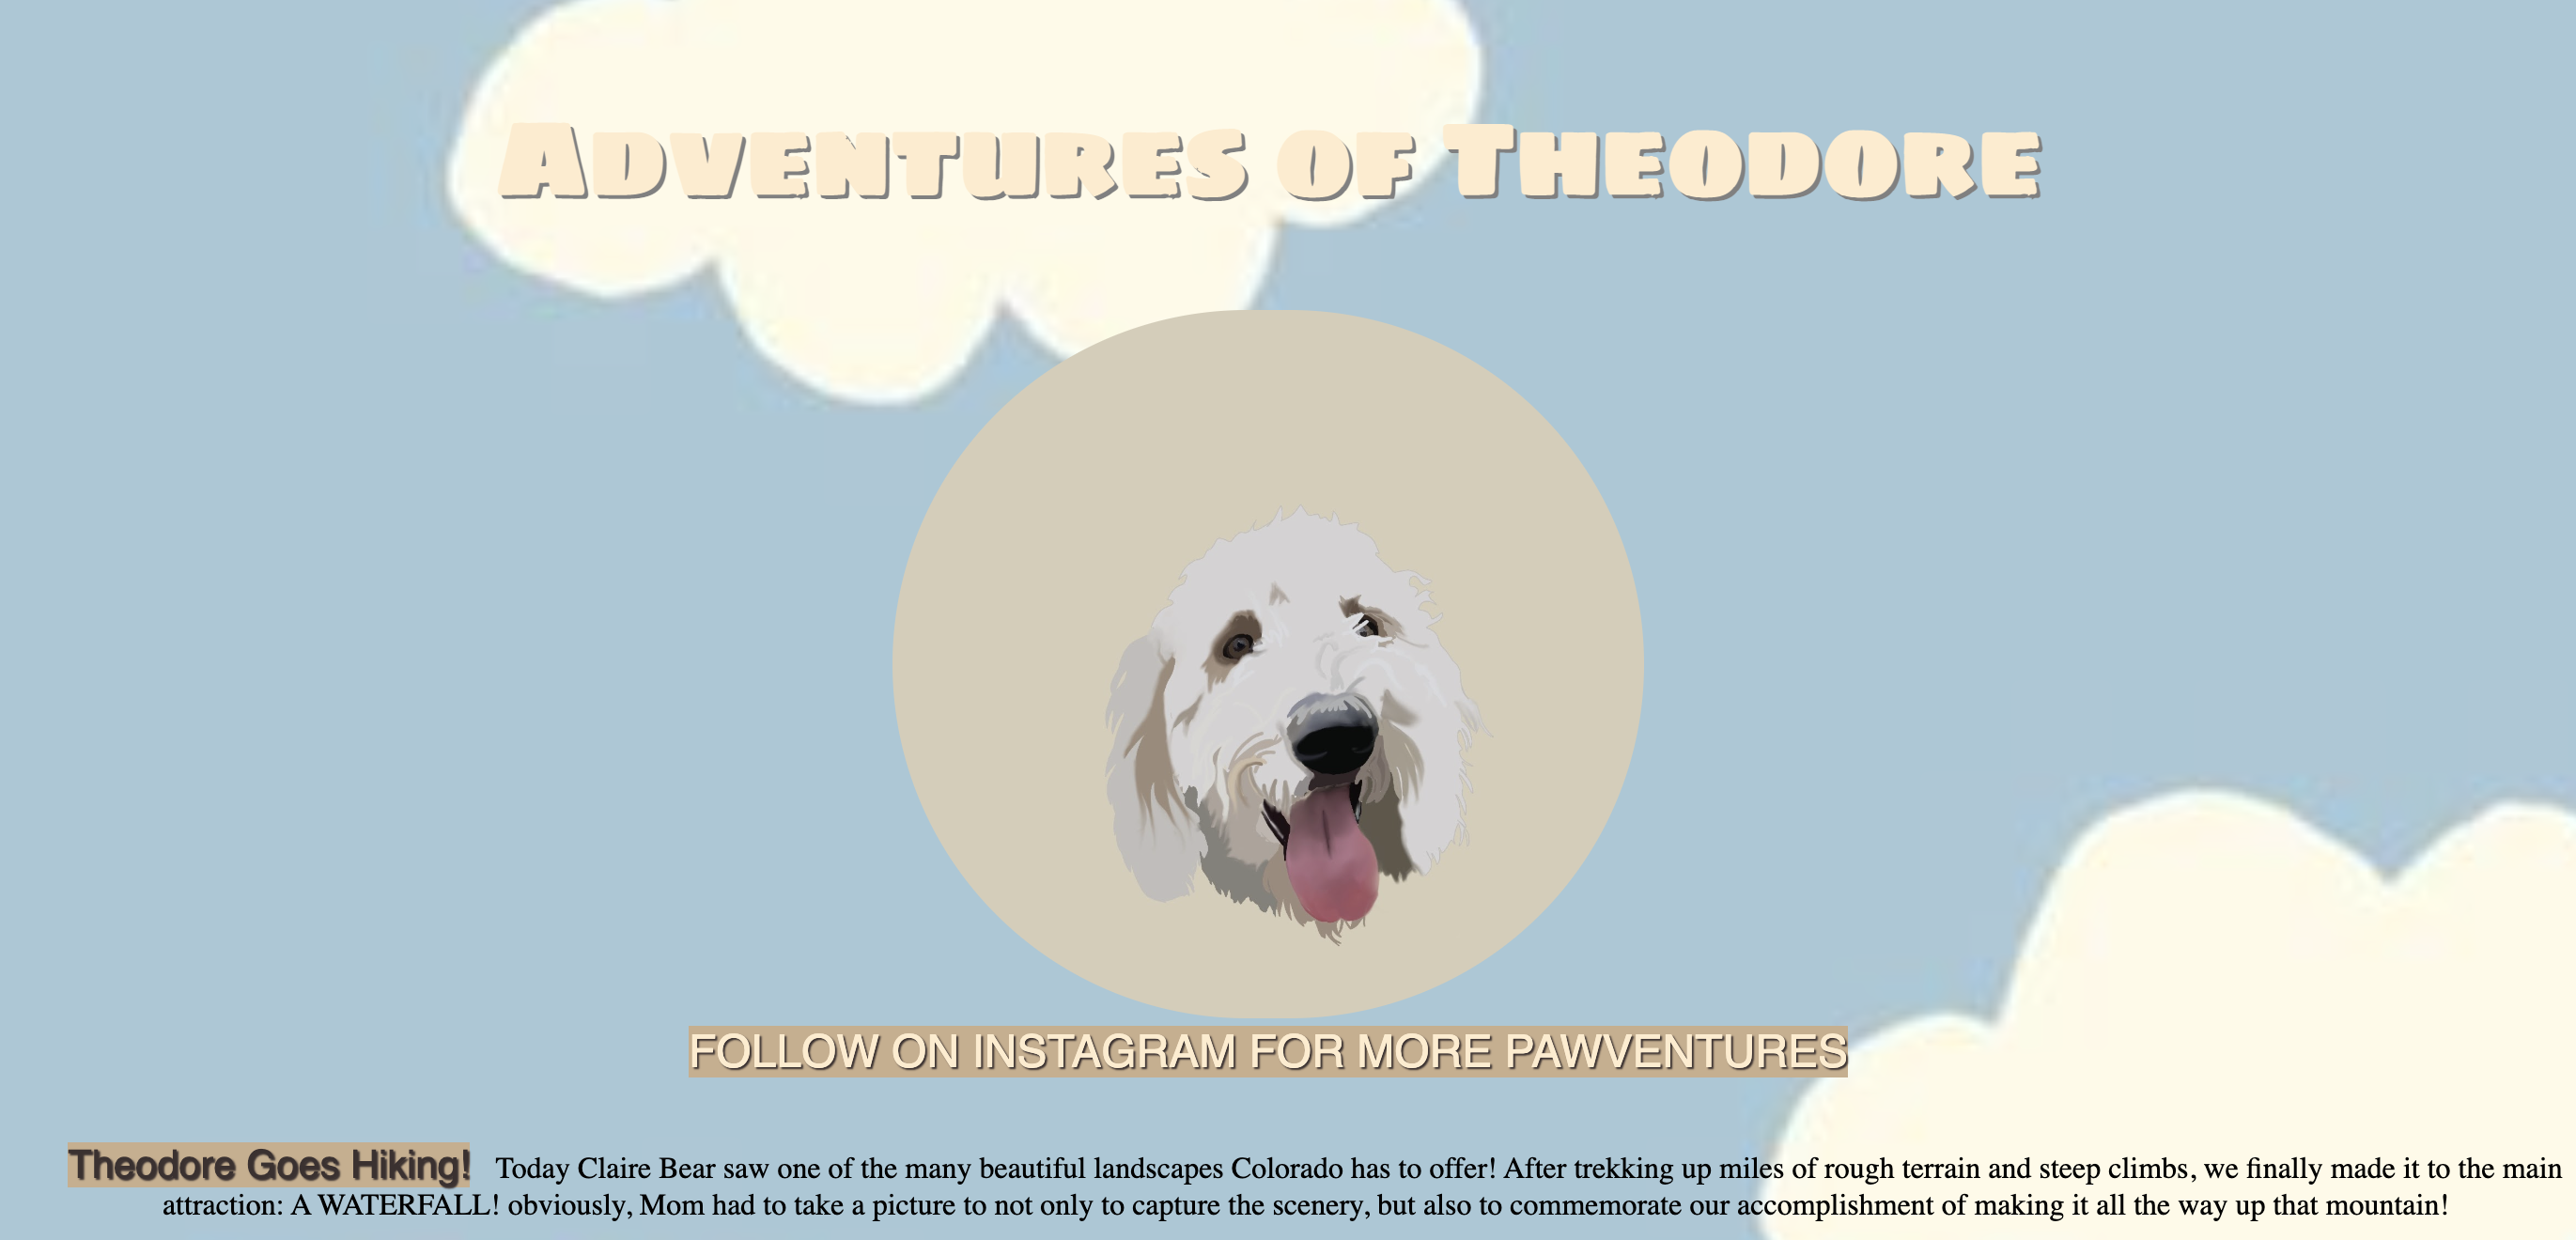 Adventures of Theodore
FOLLOW ON INSTAGRAM FOR MORE PAWVENTURES
Theodore Goes Hiking! Today Claire Bear saw one of the many beautiful landscapes Colorado has to offer! After trekking up miles of rough terrain and steep climbs, we finally made it to the main
attraction: A WATERFALL! obviously, Mom had to take a picture to not only to capture the scenery, but also to commemorate our accomplishment of making it all the way up that mountain!